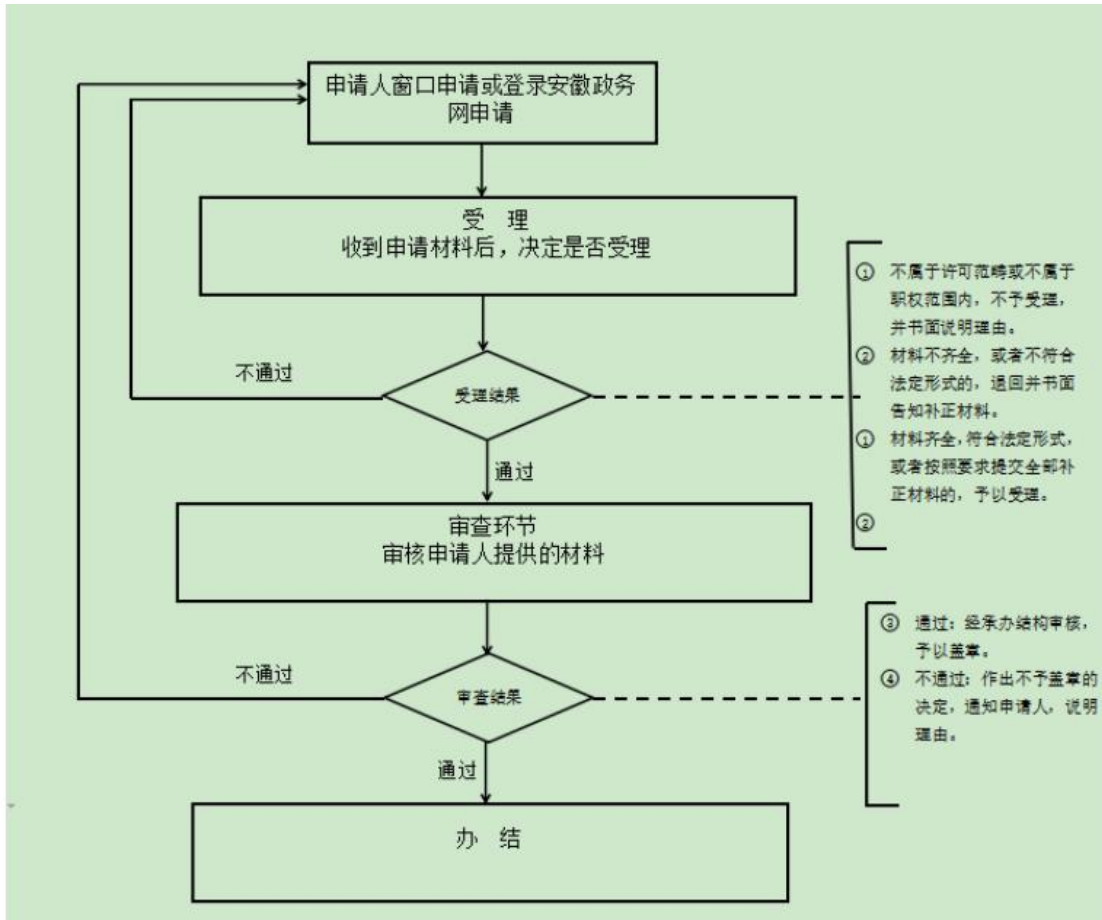 申请人窗口申请或登录安徽政务
网申请
受 理
收到申请材料后，决定是否受理
不通过
受理结果
① 不属于许可范畴或不属于
职权范围内，不予受理，
并书面说明理由。
② 材料不齐全，或者不符合
法定形式的，退回并书面
告知补正材料。
① 材料齐全，符合法定形式，
或者按照要求提交全部补
正材料的，予以受理。
②
通过
审查环节
审核申请人提供的材料
不通过
审查结果
③ 通过：经承办结构审核，
予以盖章。
④ 不通过：作出不予盖章的
决定，通知申请人，说明
理由。
通过
办 结